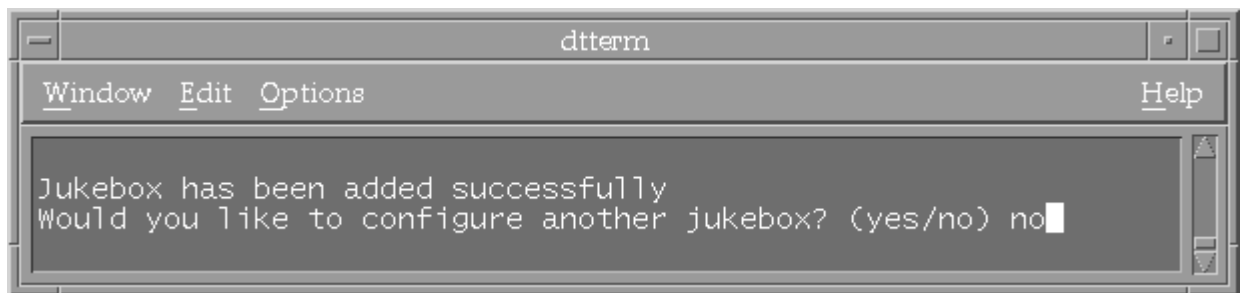 dtterm
Window Edit Options Help
Jukebox has been added successfully
Would you like to configure another jukebox? (yes/no) no